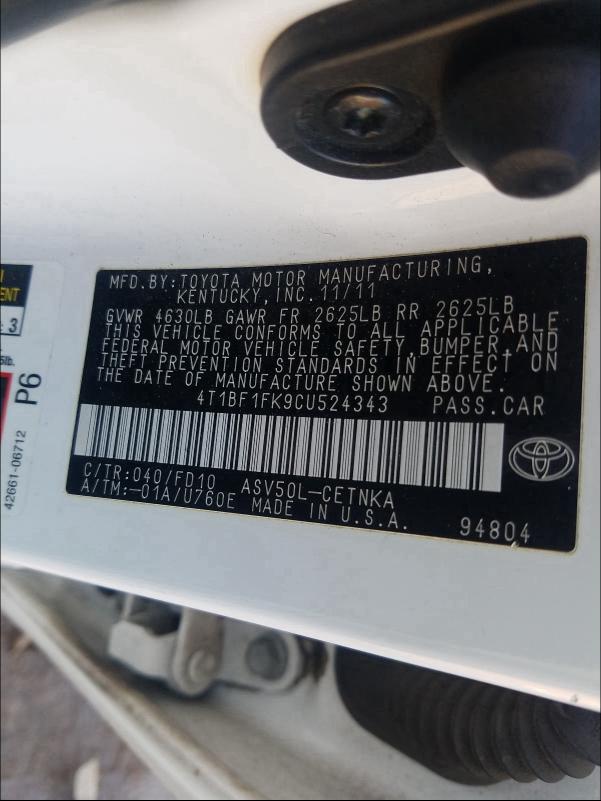 MFD.BY:TOYOTA MOTOR MANUFACTURING,
KENTUCKY, INC.11/11
GVWR 4630LB GAWR FR 2625LB RR 2625LB
THIS VEHICLE CONFORMS TO ALL APPLICABLE
FEDERAL MOTOR VEHICLE SAFETY,BUMPER,AND
THEFT PREVENTION STANDARDS IN EFFECT ON
THE DATE OF MANUFACTURE SHOWN ABOVE.
4T1BF1FK9CU524343 PASS.CAR
C/TR:040/FD10 ASV50L-CETNKA
A/TM:-01A/U760E MADE IN U.S.A.
94804
3
P6
42661-06712